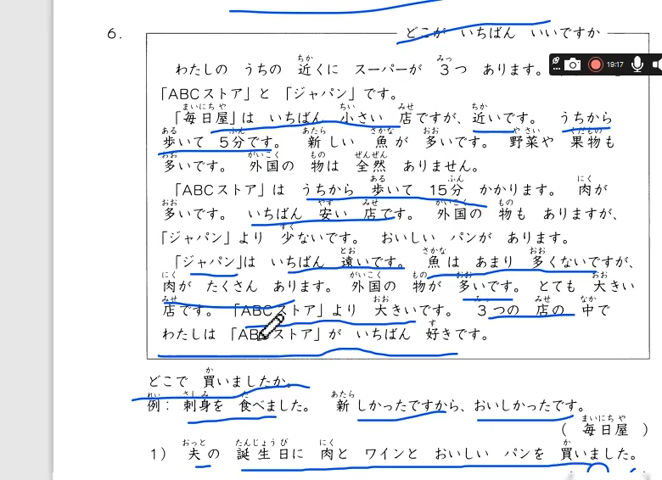 6.
どこが いちばん いいですか
わたしの うちの 近くに スーパーが 3つ あります。
19:17
「ABCストア」と 「ジャパン」です。
「毎日屋」は いちばん 小さい 店ですが、近いです。 うちから
歩いて 5分です。 新しい 魚が 多いです。 野菜や 果物も
多いです。 外国の 物は 全然 ありません。
「ABCストア」は うちから 歩いて 15分 かかります。 肉が
多いです。 いちばん 安い 店です。 外国の 物も ありますが、
「ジャパン」より 少ないです。 おいしい パンが あります。
「ジャパン」は いちばん 遠いです。 魚は あまり 多くないですが、
肉が たくさん あります。 外国の 物が 多いです。 とても 大きい
店です。 「ABCストア」より 大きいです。 3つの 店の 中で
わたしは 「ABCストア」が いちばん 好きです。
どこで 買いましたか。
例： 刺身を 食べました。 新しかったですから、おいしかったです。
（ 毎日屋 ）
1） 夫の 誕生日に 肉と ワインと おいしい パンを 買いました。